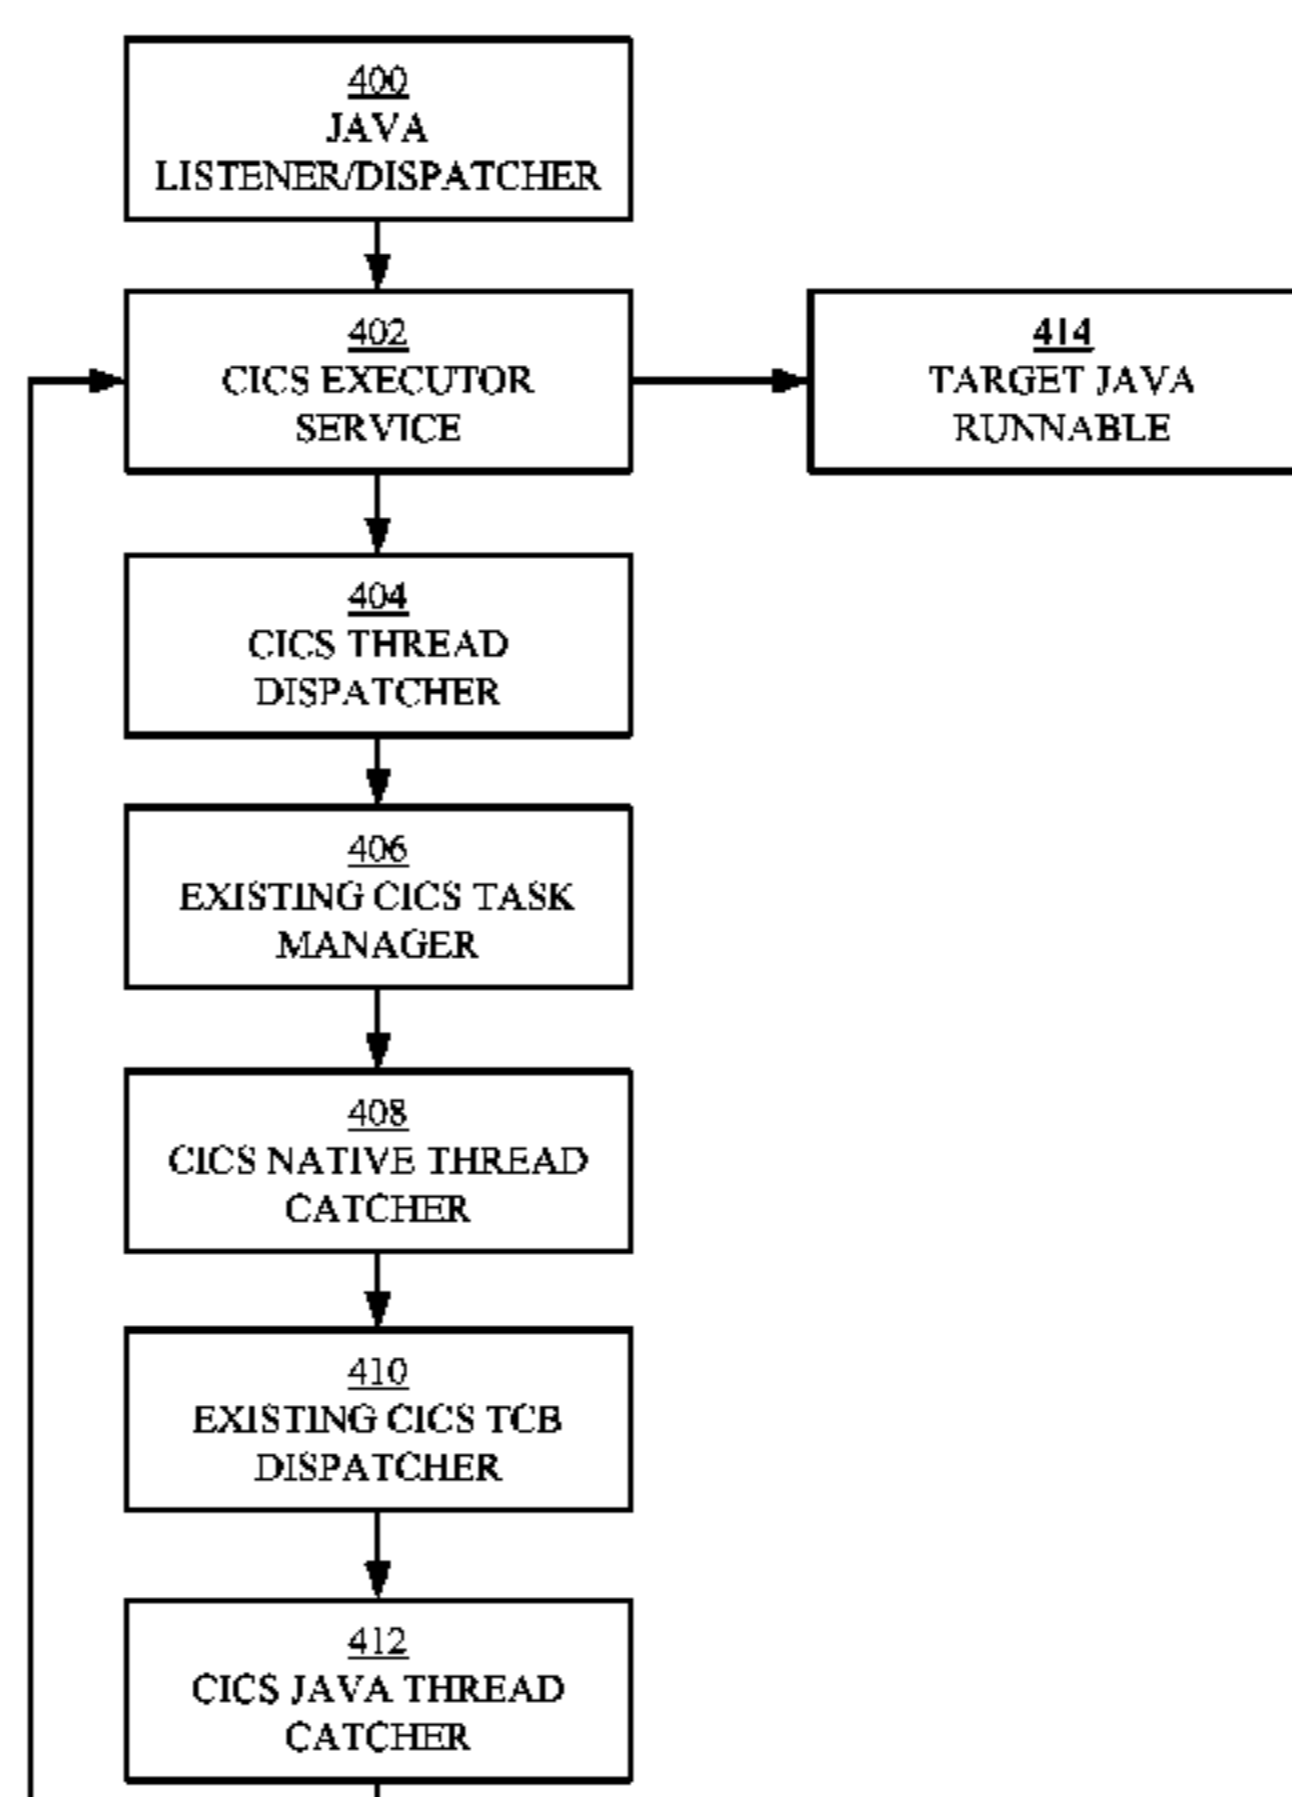 400
JAVA
LISTENER/DISPATCHER
402
CICS EXECUTOR
SERVICE
414
TARGET JAVA
RUNNABLE
404
CICS THREAD
DISPATCHER
406
EXISTING CICS TASK
MANAGER
408
CICS NATIVE THREAD
CATCHER
410
EXISTING CICS TCB
DISPATCHER
412
CICS JAVA THREAD
CATCHER